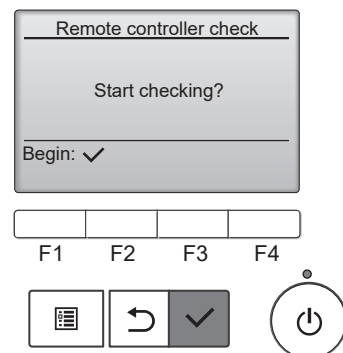 Remote controller check
Start checking?
Begin: ✓
F1 F2 F3 F4